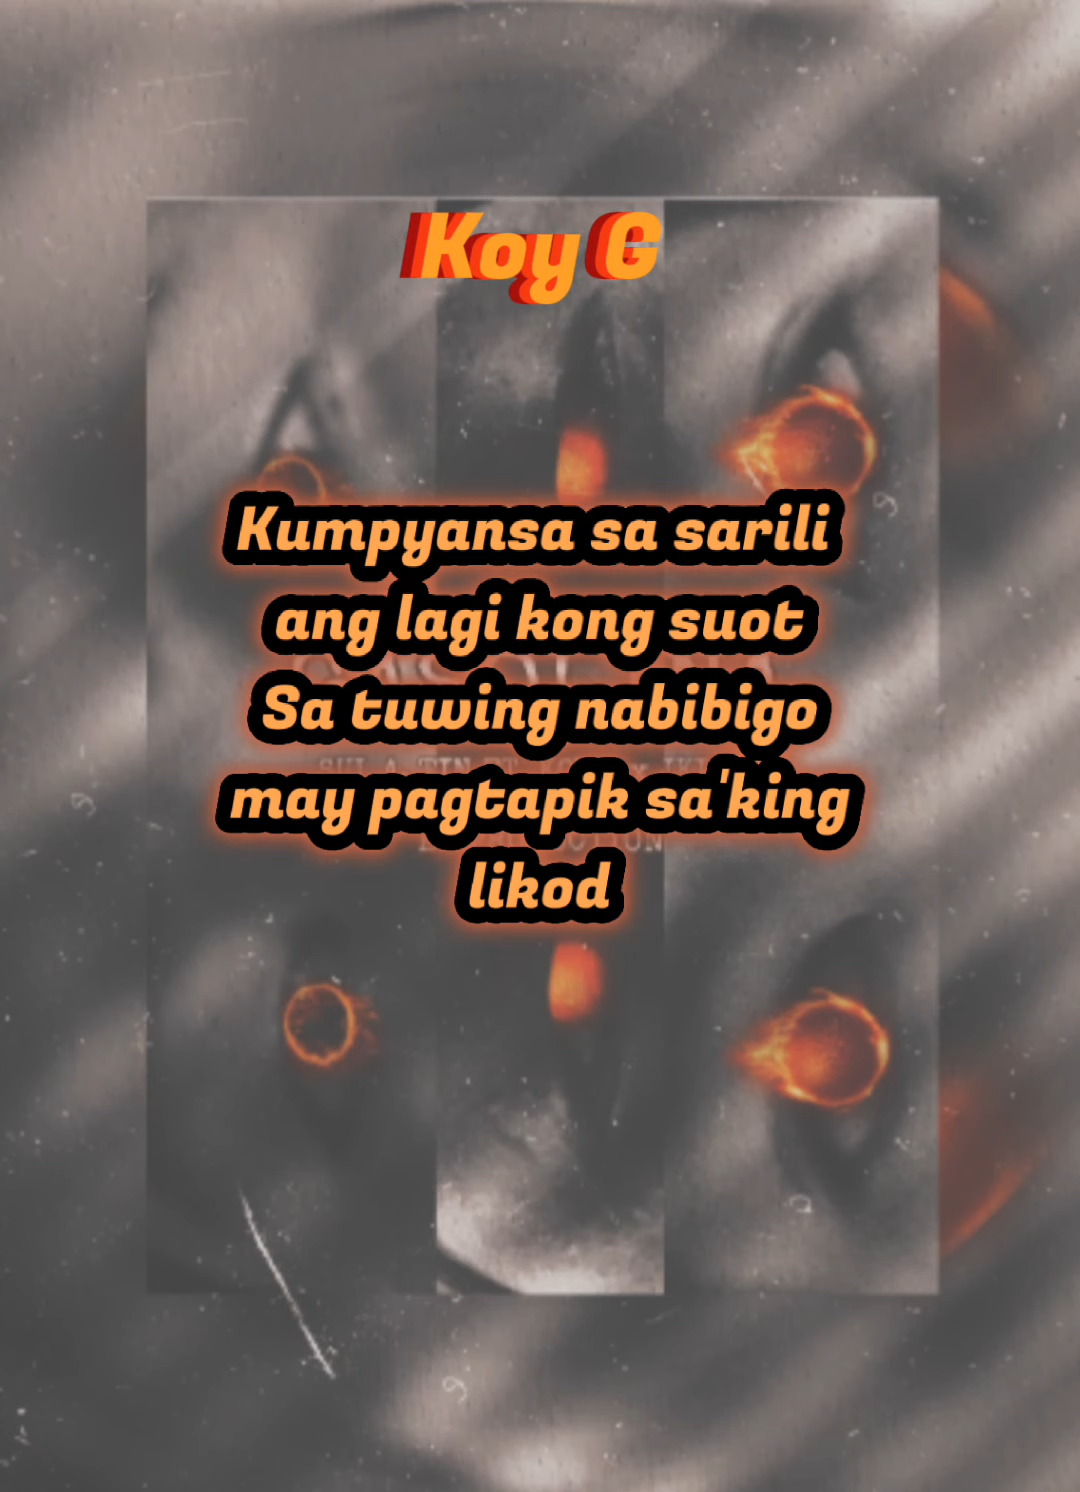 Koy G
Kumpyansa sa sarili
ang lagi kong suot
Sa tuwing nabibigo
may pagtapik sa'king
likod